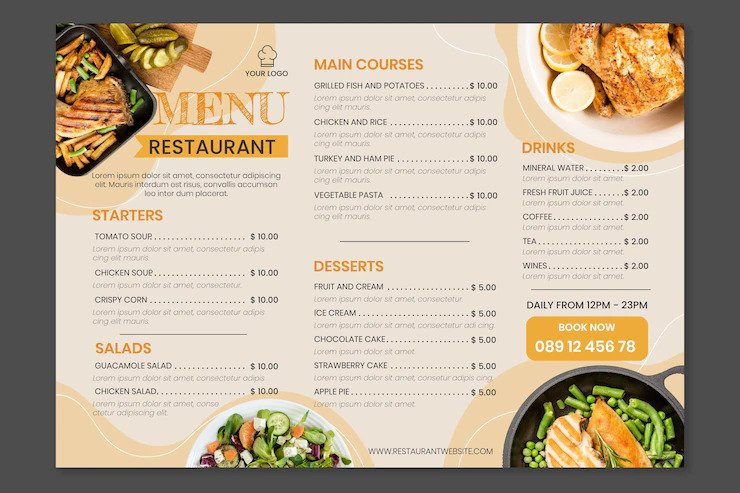 YOUR LOGO
MENU
RESTAURANT
Lorem ipsum dolor sit amet, consectetur adipiscing
elit. Mauris interdum est risus, convallis accumsan
leo inter dum placerat.
STARTERS
TOMATO SOUP ...................... $ 10.00
Lorem ipsum dolor sit amet, consectetur adipis
cing elit.
CHICKEN SOUP ...................... $ 10.00
Lorem ipsum dolor sit amet, consectetur.
CRISPY CORN ...................... $ 10.00
Lorem ipsum dolor sit amet, consectetur adipis
cing elit mauris.
SALADS
GUACAMOLE SALAD ................ $ 10.00
Lorem ipsum dolor sit amet, consectetur adipis
CHICKEN SALAD ................... $ 10.00
Lorem ipsum dolor sit amet, conse
ctetur adipiscing elit.
MAIN COURSES
GRILLED FISH AND POTATOES ......... $ 10.00
Lorem ipsum dolor sit amet, consectetur adipis
cing elit mauris.
CHICKEN AND RICE ................. $ 10.00
Lorem ipsum dolor sit amet, consectetur adipis
cing elit mauris.
TURKEY AND HAM PIE ............... $ 10.00
Lorem ipsum dolor sit amet, consectetur adipis
cing elit mauris.
VEGETABLE PASTA ................. $ 10.00
Lorem ipsum dolor sit amet, consectetur adipis
cing elit mauris.
DESSERTS
FRUIT AND CREAM ................. $ 5.00
Lorem ipsum dolor sit amet, consectetur.
ICE CREAM ....................... $ 5.00
Lorem ipsum dolor sit amet, consectetur adi cing
CHOCOLATE CAKE .................. $ 5.00
Lorem ipsum dolor sit amet.
STRAWBERRY CAKE ................ $ 5.00
Lorem ipsum dolor sit amet, consetur adipis cing
APPLE PIE ....................... $ 5.00
Lorem ipsum dolor sit amet.
WWW.RESTAURANTWEBSITE.COM
DRINKS
MINERAL WATER ........ $ 2.00
Lorem ipsum dolor sit amet.
FRESH FRUIT JUICE ...... $ 2.00
Lorem ipsum dolor sit amet.
COFFEE ................. $ 2.00
Lorem ipsum dolor sit amet.
TEA .................... $ 2.00
Lorem ipsum dolor sit amet.
WINES .................. $ 2.00
Lorem ipsum dolor sit amet.
DAILY FROM 12PM - 23PM
BOOK NOW
089 12 456 78